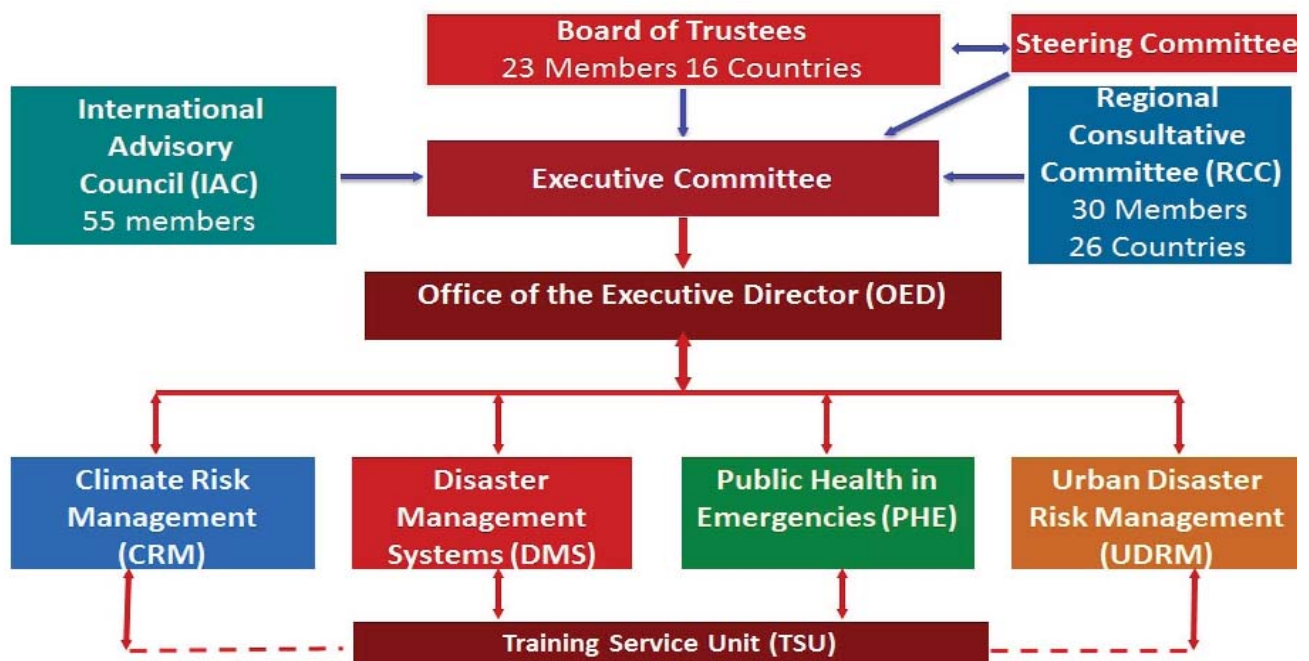 Board of Trustees
23 Members 16 Countries
Steering Committee
International
Advisory
Council (IAC)
55 members
Executive Committee
Regional
Consultative
Committee (RCC)
30 Members
26 Countries
Office of the Executive Director (OED)
Climate Risk
Management
(CRM)
Disaster
Management
Systems (DMS)
Public Health in
Emergencies (PHE)
Urban Disaster
Risk Management
(UDRM)
Training Service Unit (TSU)